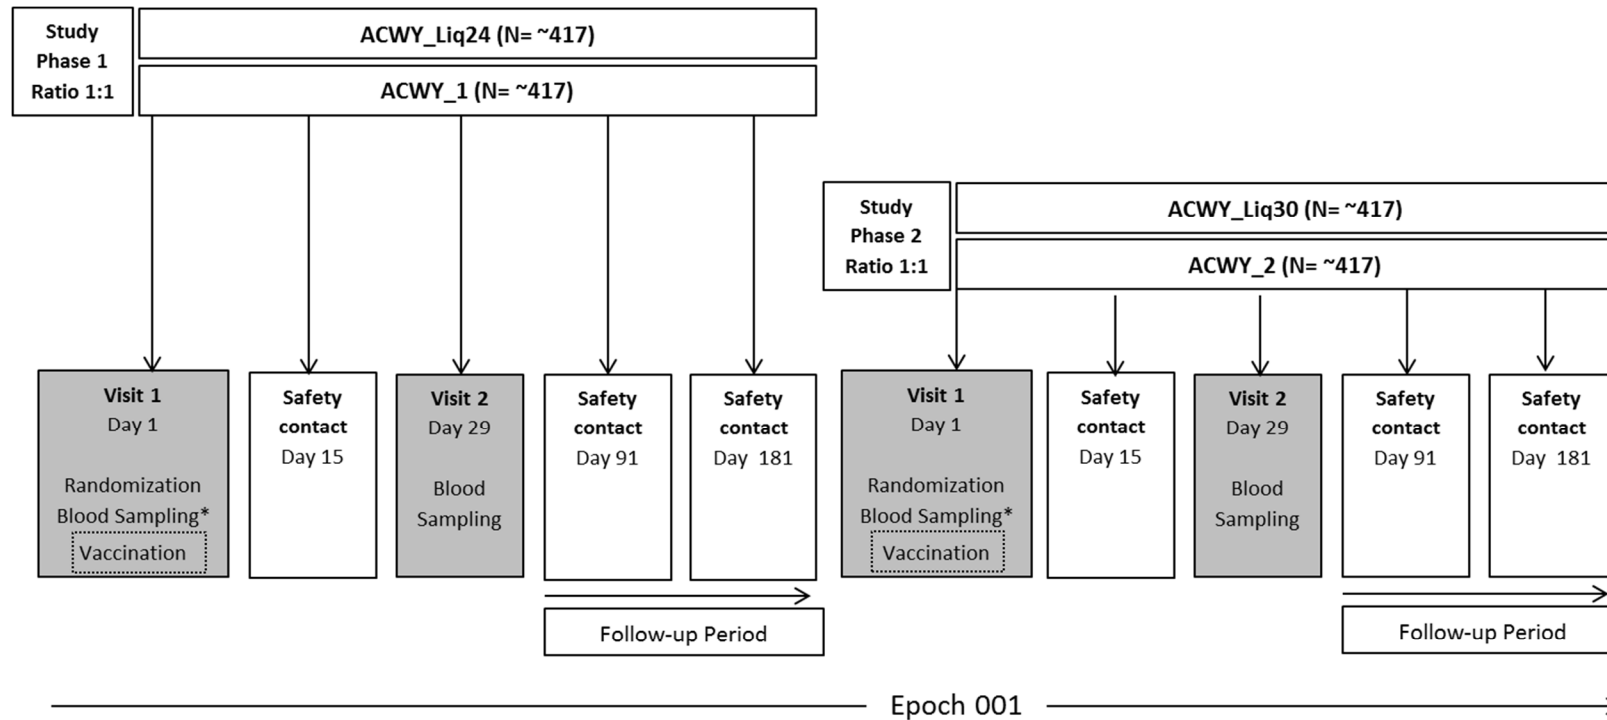 Study
Phase 1
Ratio 1:1
ACWY_Liq24 (N= ~417)
ACWY_1 (N= ~417)
Study
Phase 2
Ratio 1:1
ACWY_Liq30 (N= ~417)
ACWY_2 (N= ~417)
Visit 1
Day 1
Randomization
Blood Sampling*
Vaccination
Safety
contact
Day 15
Visit 2
Day 29
Blood
Sampling
Safety
contact
Day 91
Safety
contact
Day 181
Visit 1
Day 1
Randomization
Blood Sampling*
Vaccination
Safety
contact
Day 15
Visit 2
Day 29
Blood
Sampling
Safety
contact
Day 91
Safety
contact
Day 181
Follow-up Period
Follow-up Period
Epoch 001